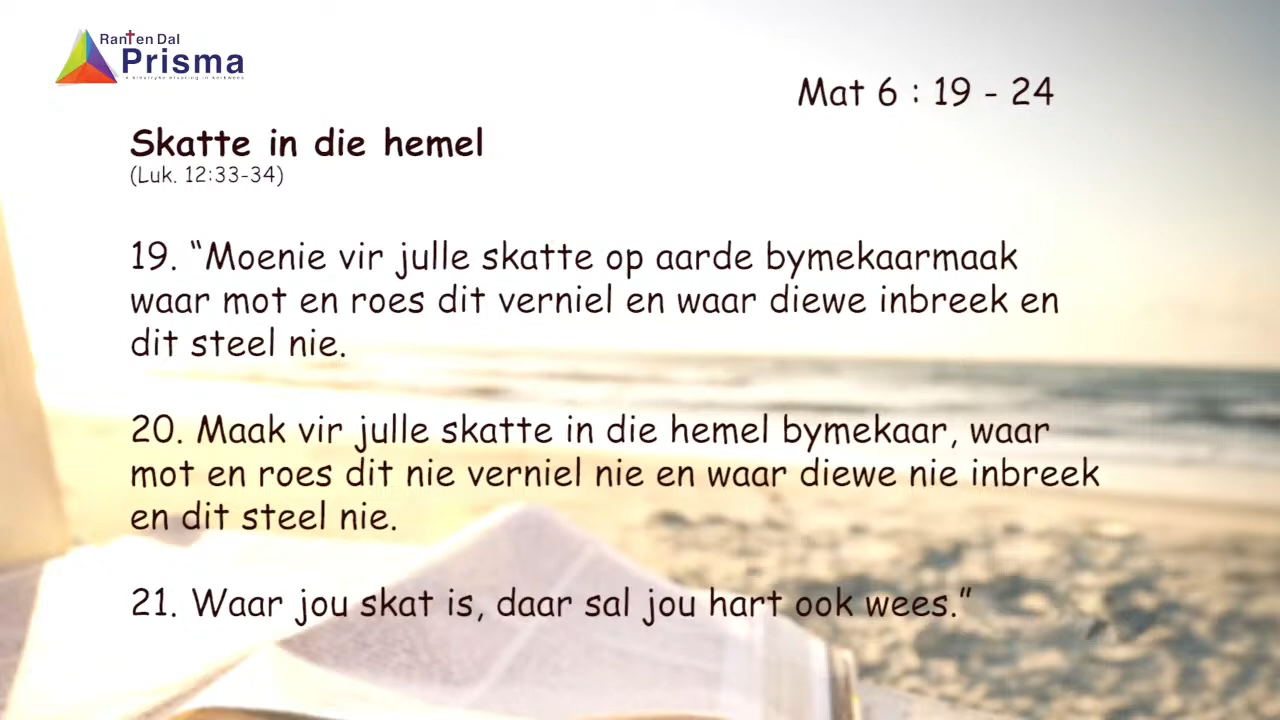 Rant en Dal
Prisma
Mat 6 : 19 - 24
Skatte in die hemel
(Luk. 12:33-34)
19. “Moenie vir julle skatte op aarde bymekaarmaak
waar mot en roes dit verniel en waar diewe inbreek en
dit steel nie.
20. Maak vir julle skatte in die hemel bymekaar, waar
mot en roes dit nie verniel nie en waar diewe nie inbreek
en dit steel nie.
21. Waar jou skat is, daar sal jou hart ook wees.”